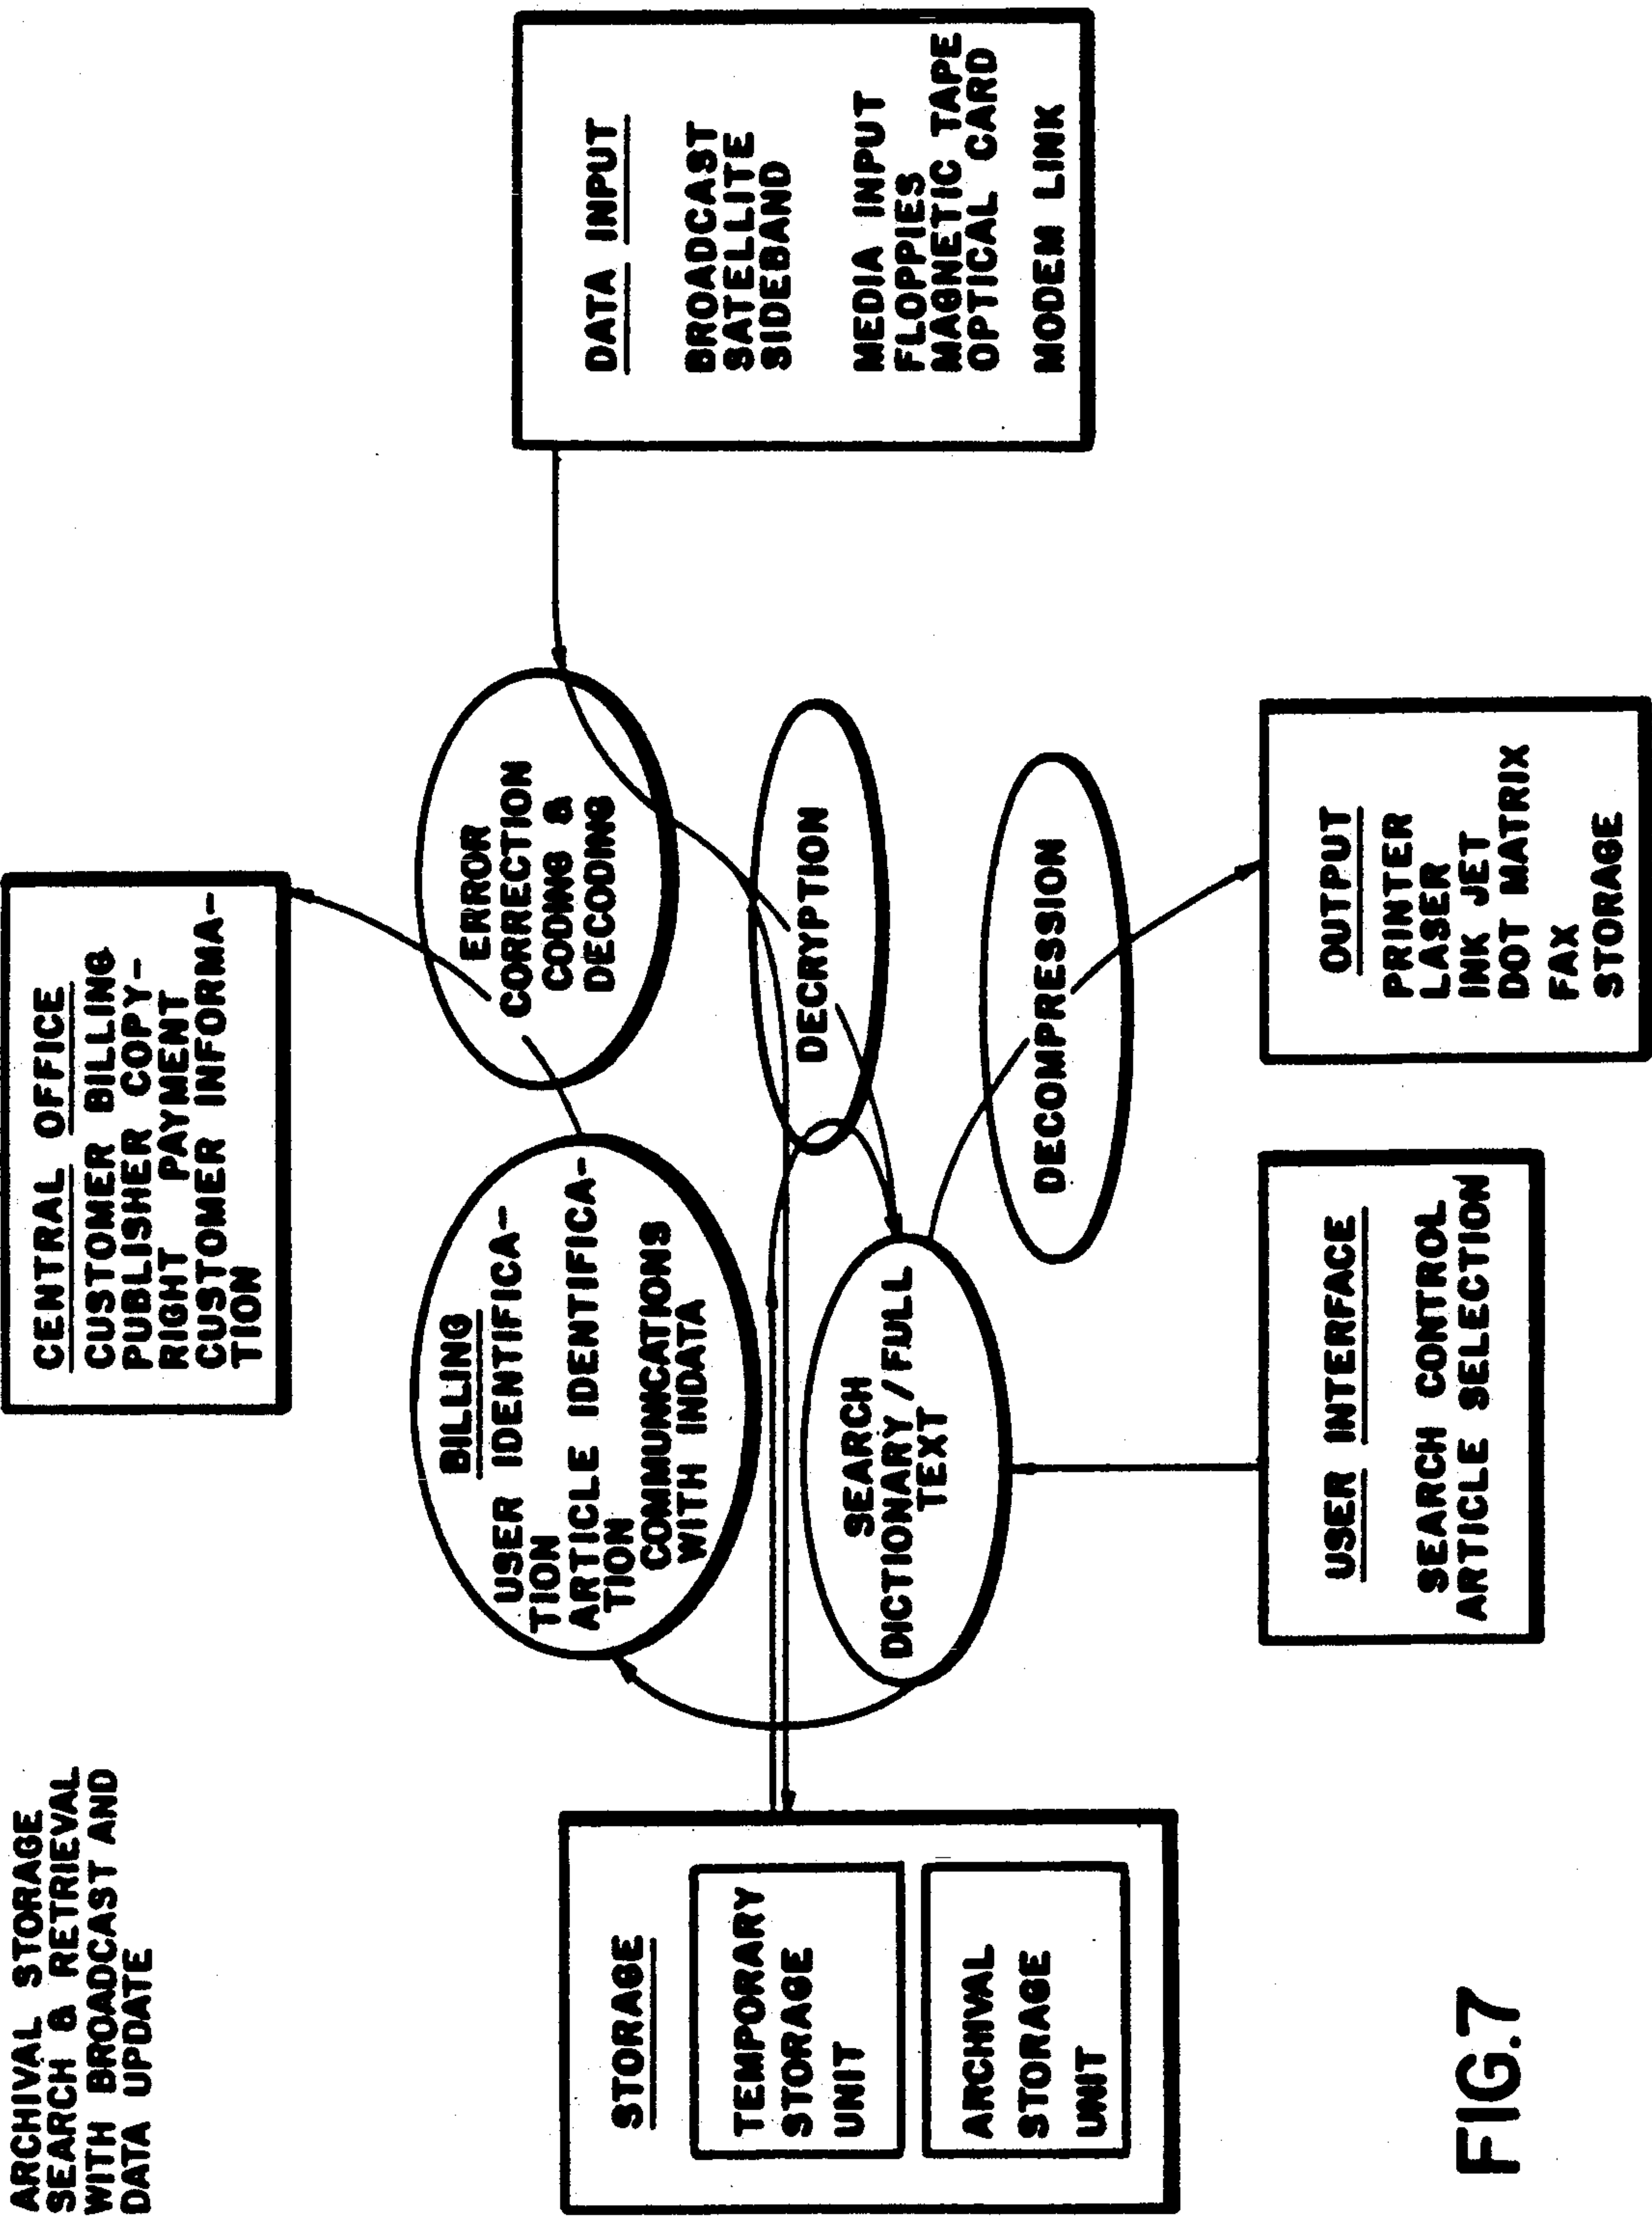 ARCHIVAL STORAGE
SEARCH & RETRIEVAL
WITH BROADCAST AND
DATA UPDATE
CENTRAL OFFICE
CUSTOMER BILLING
PUBLISHER COPY-
RIGHT PAYMENT
CUSTOMER INFORMA-
TION
BILLING
USER IDENTIFICA-
TION
ARTICLE IDENTIFICA-
TION
COMMUNICATIONS
WITH INDATA
ERROR
CORRECTION
CODING &
DECODING
DATA INPUT
BROADCAST
SATELLITE
SIDEBAND
MEDIA INPUT
FLOPPIES
MAGNETIC TAPE
OPTICAL CARD
MODEM LINK
STORAGE
TEMPORARY
STORAGE
UNIT
ARCHIVAL
STORAGE
UNIT
SEARCH
DICTIONARY/FULL
TEXT
DECRYPTION
DECOMPRESSION
USER INTERFACE
SEARCH CONTROL
ARTICLE SELECTION
OUTPUT
PRINTER
LASER
INK JET
DOT MATRIX
FAX
STORAGE
FIG.7